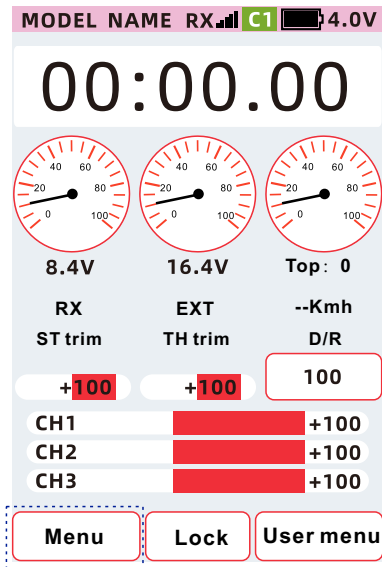 MODEL NAME RX C1 4.0V
00:00.00
40 60
20 80
0 100
40 60
20 80
0 100
40 60
20 80
0 100
8.4V 16.4V Top: 0
RX EXT --Kmh
ST trim TH trim D/R
+100 +100 100
CH1 +100
CH2 +100
CH3 +100
Menu Lock User menu